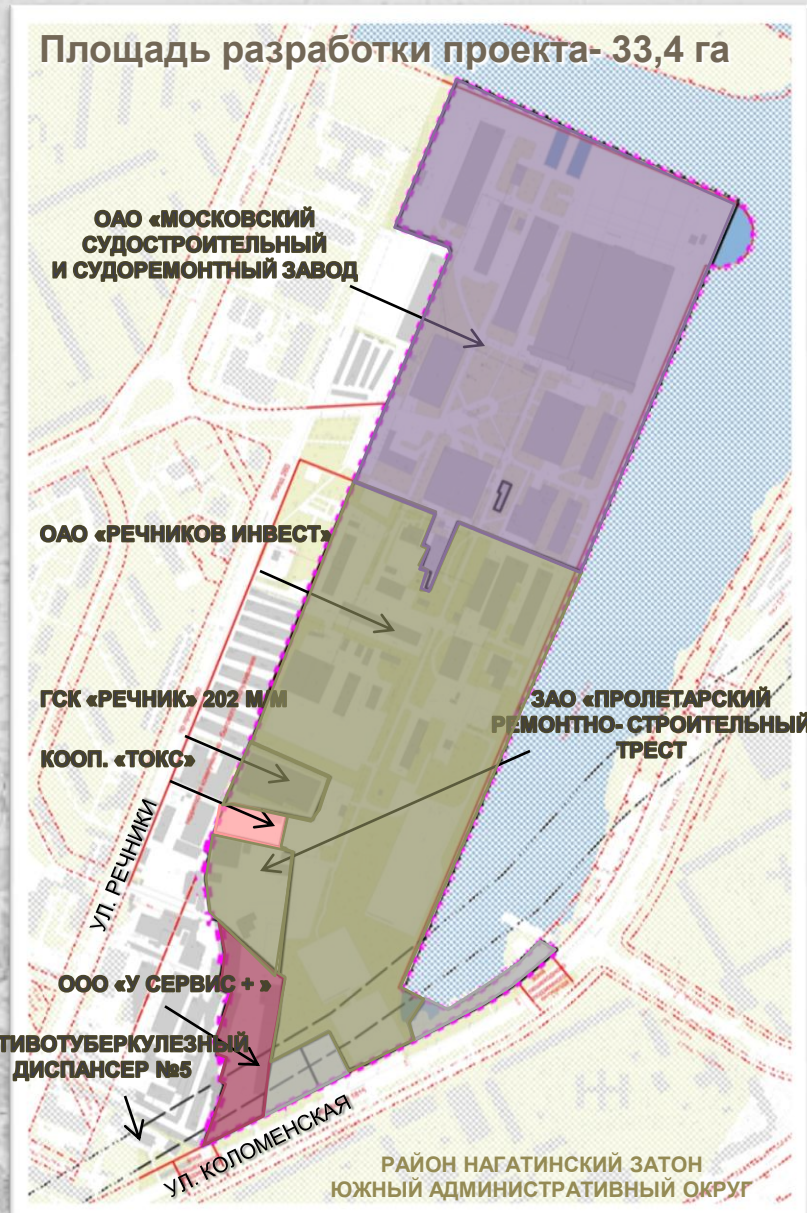 Площадь разработки проекта- 33,4 га
ОАО «МОСКОВСКИЙ
СУДОСТРОИТЕЛЬНЫЙ
И СУДОРЕМОНТНЫЙ ЗАВОД
ОАО «РЕЧНИКОВ ИНВЕСТ»
ГСК «РЕЧНИК» 202 М/М
ЗАО «ПРОЛЕТАРСКИЙ
РЕМОНТНО- СТРОИТЕЛЬНЫЙ
ТРЕСТ
КООП. «ТОКС»
УЛ. РЕЧНИКИ
ООО «У СЕРВИС + »
ТИВОТУБЕРКУЛЕЗНЫЙ
ДИСПАНСЕР №5
УЛ. КОЛОМЕНСКАЯ
РАЙОН НАГАТИНСКИЙ ЗАТОН
ЮЖНЫЙ АДМИНИСТРАТИВНЫЙ ОКРУГ